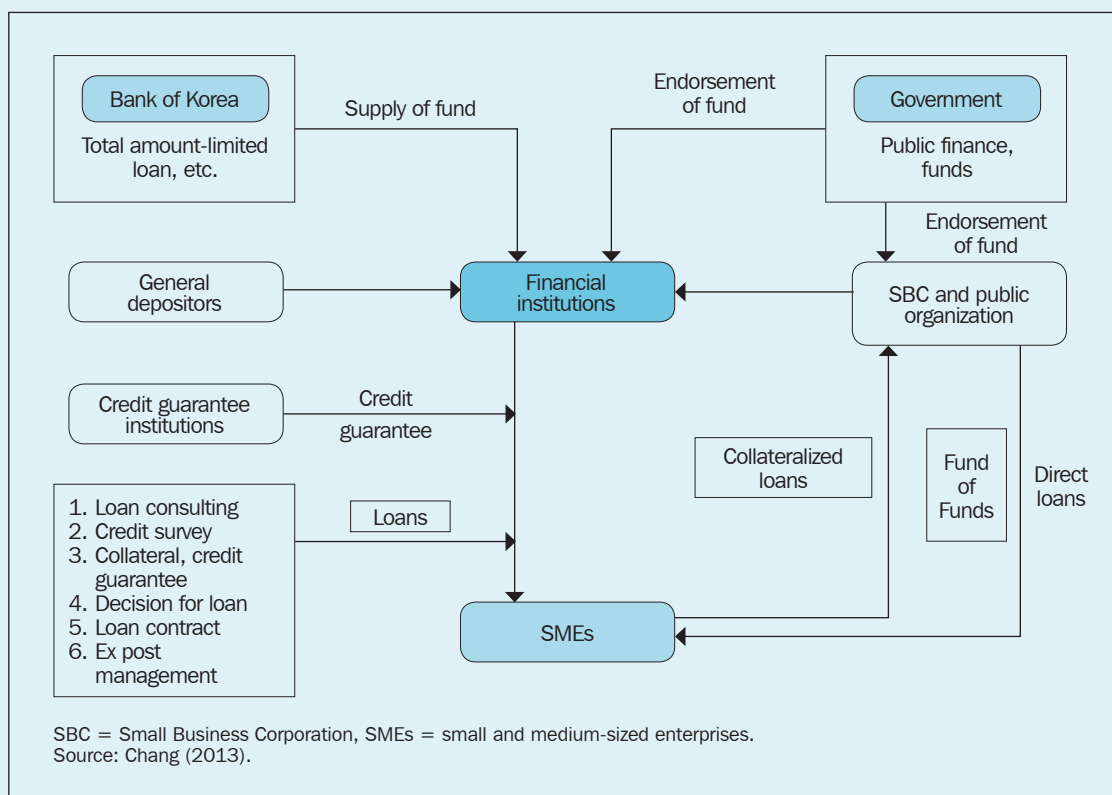 Bank of Korea
Total amount-limited
loan, etc.
Supply of fund
Endorsement
of fund
Government
Public finance,
funds
Endorsement
of fund
General
depositors
Financial
institutions
SBC and public
organization
Credit guarantee
institutions
Credit
guarantee
Collateralized
loans
Fund
of
Funds
Direct
loans
1. Loan consulting
2. Credit survey
3. Collateral, credit
guarantee
4. Decision for loan
5. Loan contract
6. Ex post
management
Loans
SMEs
SBC = Small Business Corporation, SMEs = small and medium-sized enterprises.
Source: Chang (2013).